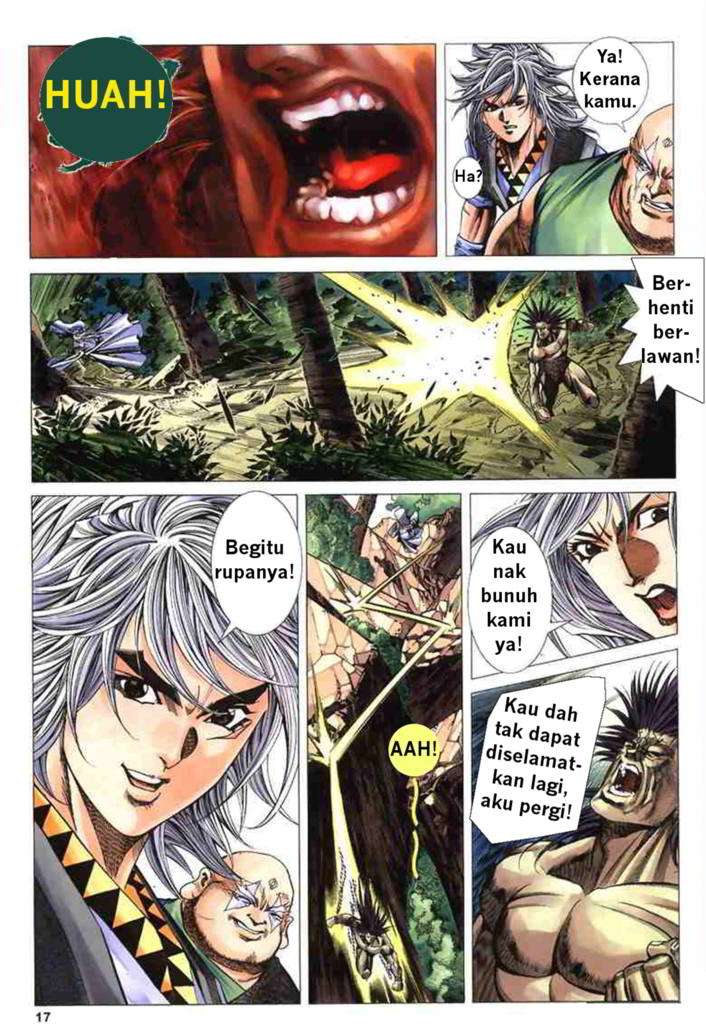 HUAH!
Ya!
Kerana
kamu.
Ha?
Ber-
henti
ber-
lawan!
Begitu
rupanya!
AAH!
Kau
nak
bunuh
kami
ya!
Kau dah
tak dapat
diselamat-
kan lagi,
aku pergi!
17